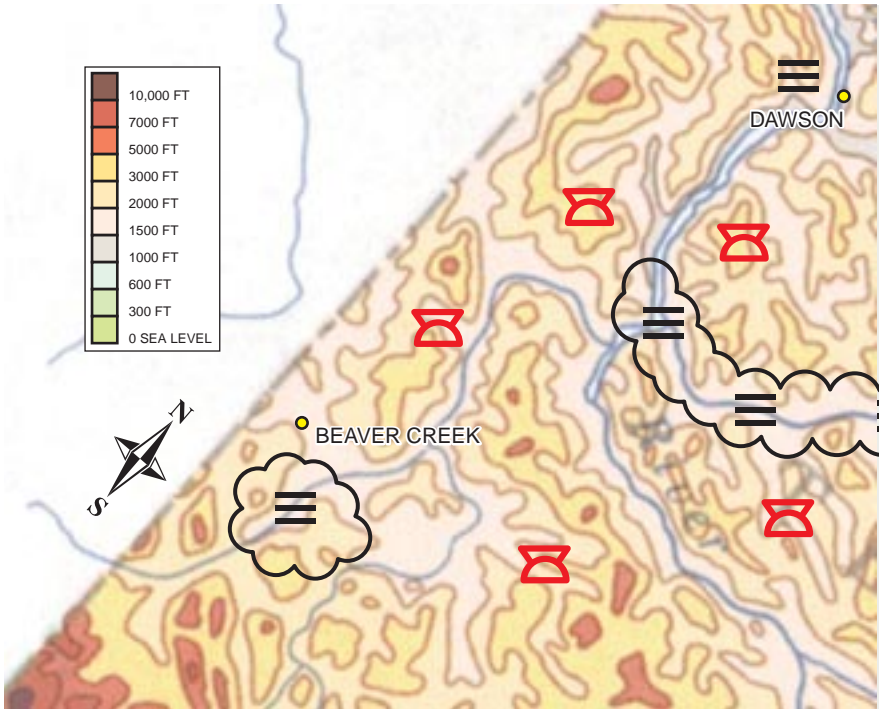 10,000 FT
7000 FT
5000 FT
3000 FT
2000 FT
1500 FT
1000 FT
600 FT
300 FT
0 SEA LEVEL
DAWSON
BEAVER CREEK
N
S